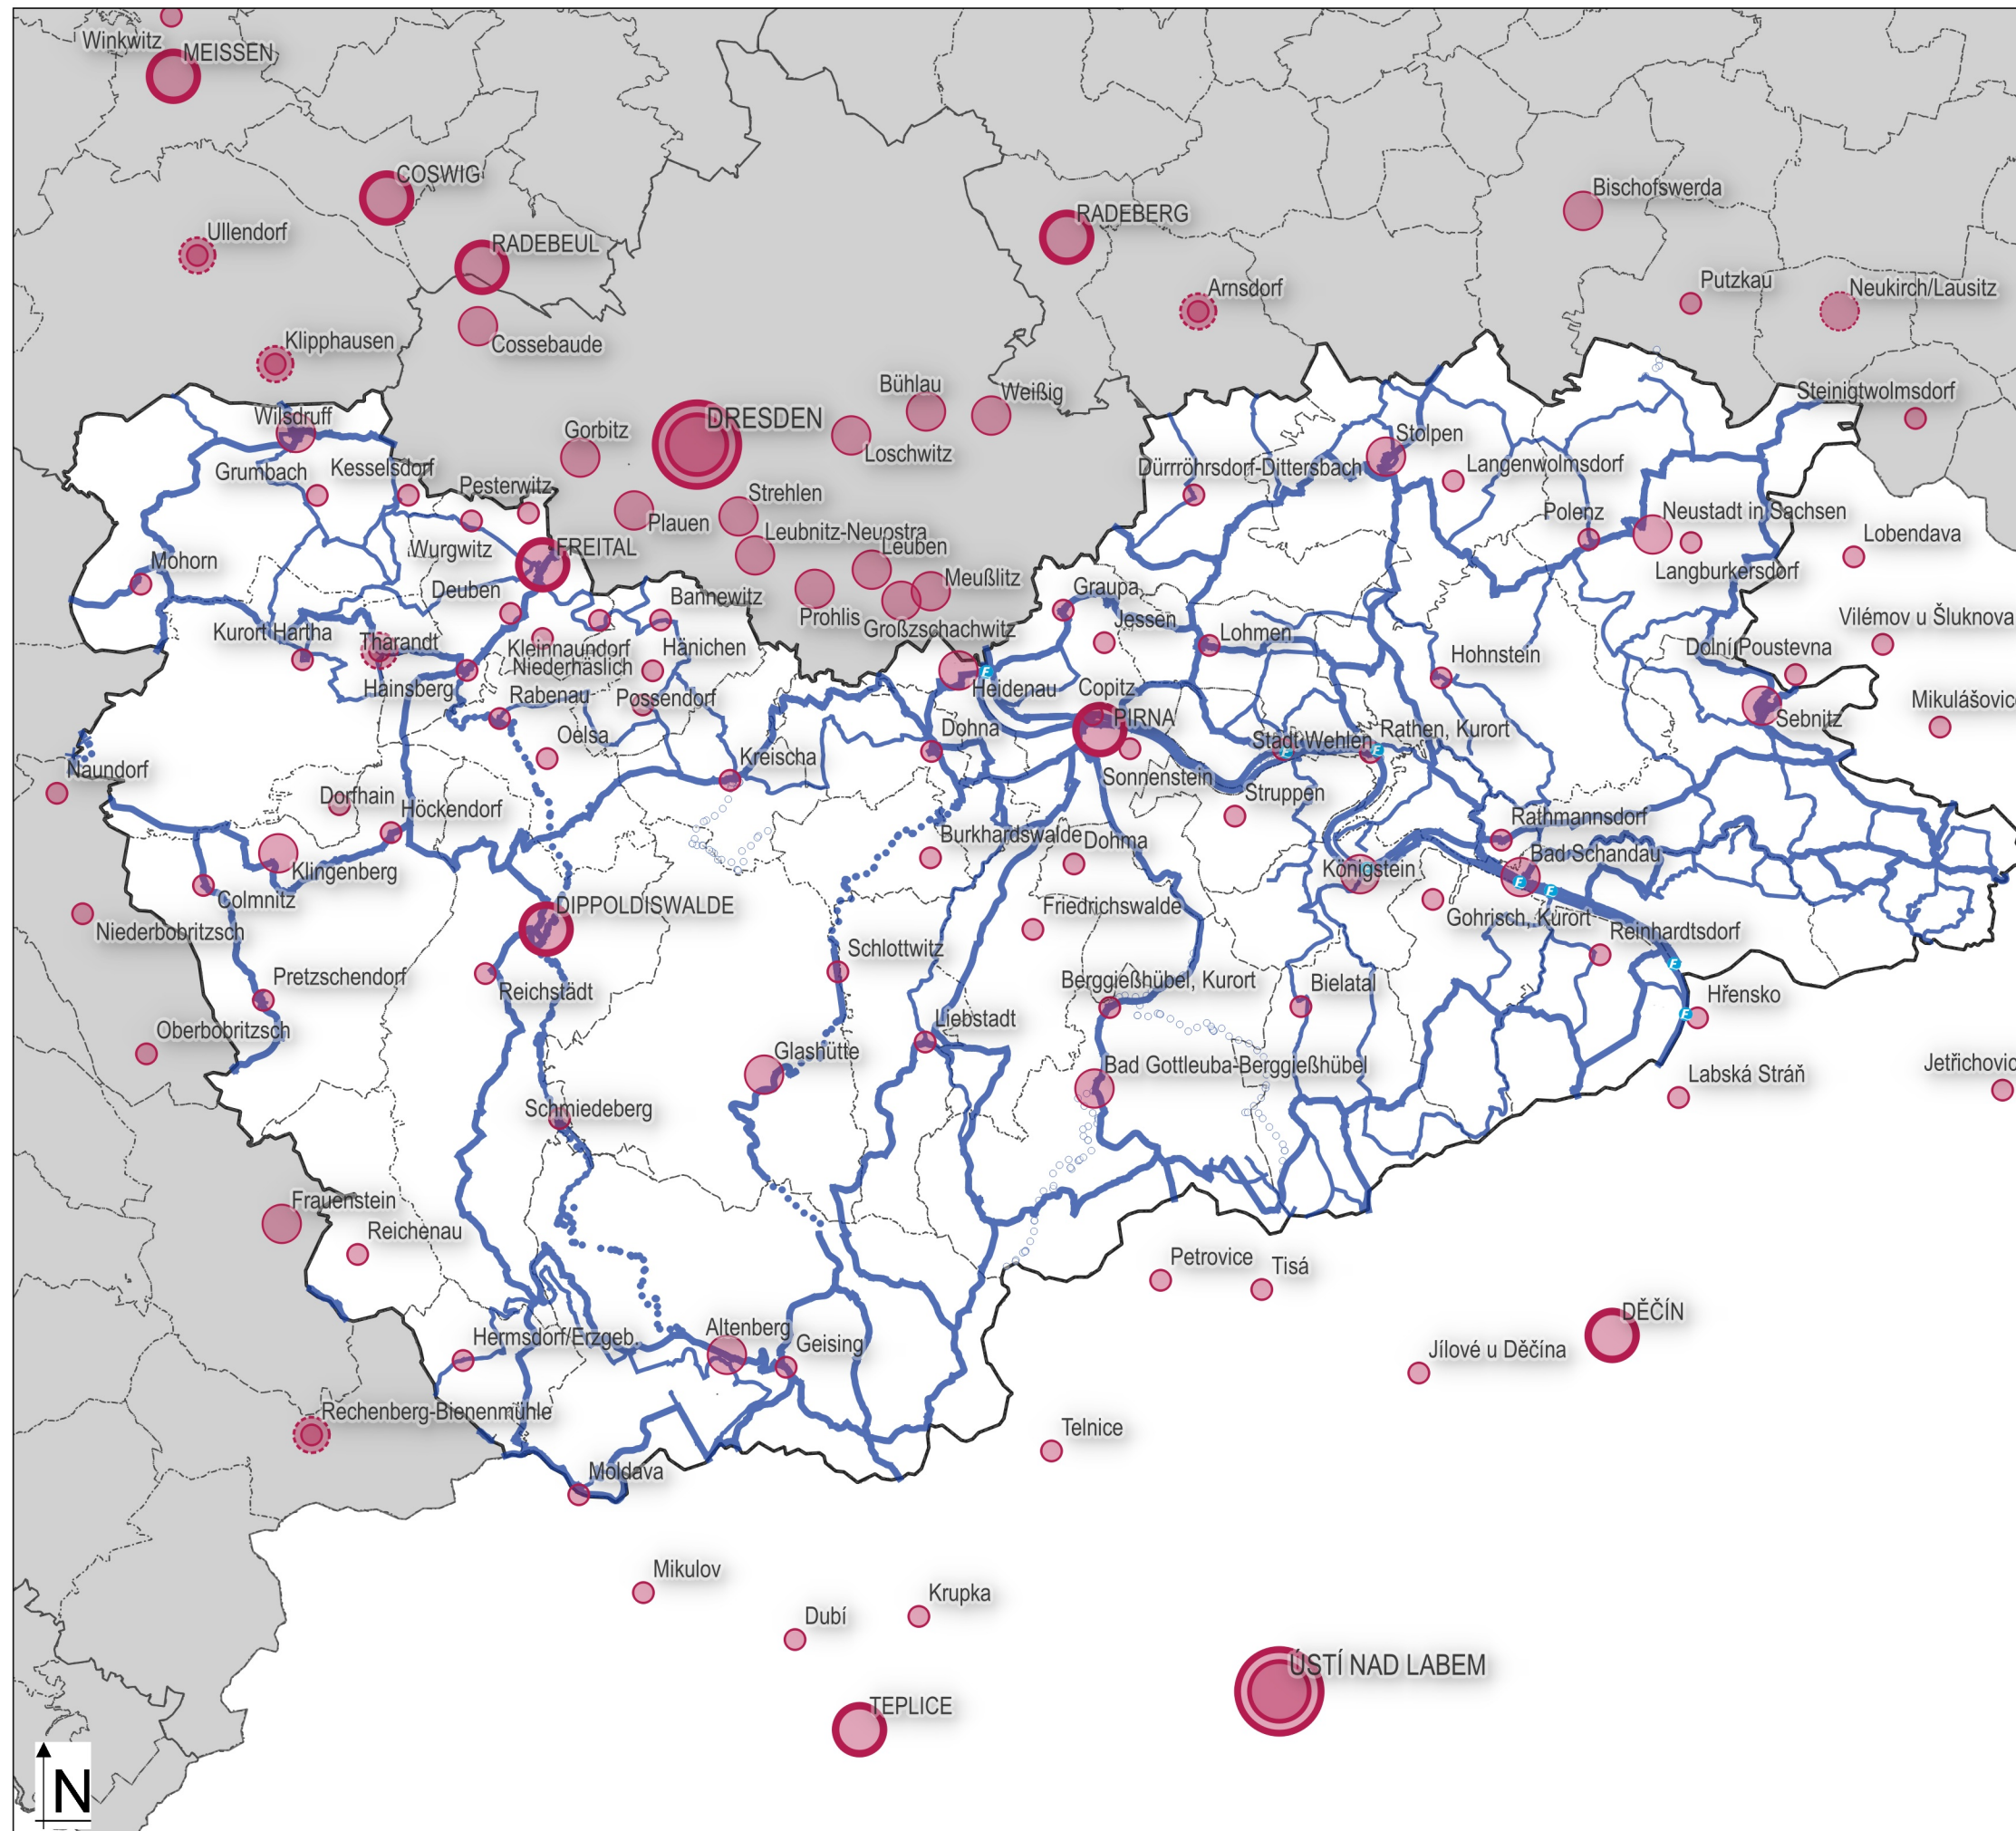 Winkwitz
MEISSEN
COSWIG
Bischofswerda
RADEBERG
Ullendorf
RADEBEUL
Putzkau
Arnsdorf
Neukirch/Lausitz
Klipphausen
Cossebaude
Bühlau
Weißig
Steinigtwolmsdorf
Wilsdruff
DRESDEN
Gorbitz
Stolpen
Loschwitz
Grumbach
Kesselsdorf
Dürrröhrsdorf-Dittersbach
Langenwolmsdorf
Pesterwitz
Strehlen
Polenz
Neustadt in Sachsen
Plauen
Leubnitz-Neuostra
Lobendava
Wurgwitz
FREITAL
Leuben
Mohorn
Langburkersdorf
Meußlitz
Deuben
Bannewitz
Graupa
Prohlis
Jessen
Vilémov u Šluknova
Kurort Hartha
Tharandt
Großzschachwitz
Lohmen
Kleinnaundorf
Hänichen
Dolní Poustevna
Hohnstein
Niederhäslich
Hainsberg
Rabenau
Possendorf
Heidenau
Copitz
Mikulášovic
PIRNA
Sebnitz
Dohna
Oelsa
Stadt Wehlen
Rathen, Kurort
Kreischa
Naundorf
Sonnenstein
Struppen
Dorfhain
Höckendorf
Rathmannsdorf
Burkhardswalde
Dohma
Bad Schandau
Klingenberg
Königstein
Colmnitz
DIPPOLDISWALDE
Friedrichswalde
Gohrisch, Kurort
Niederbobritzsch
Reinhardtsdorf
Schlottwitz
Pretzschendorf
Reichstädt
Berggießhübel, Kurort
Bielatal
Hřensko
Oberbobritzsch
Liebstadt
Glashütte
Bad Gottleuba-Berggießhübel
Jetřichovic
Labská Stráň
Schmiedeberg
Frauenstein
Reichenau
Petrovice
Tisá
DĚČÍN
Altenberg
Hermsdorf/Erzgeb.
Geising
Jílové u Děčína
Rechenberg-Bienenmühle
Telnice
Moldava
Mikulov
Krupka
Dubí
ÚSTÍ NAD LABEM
TEPLICE
N